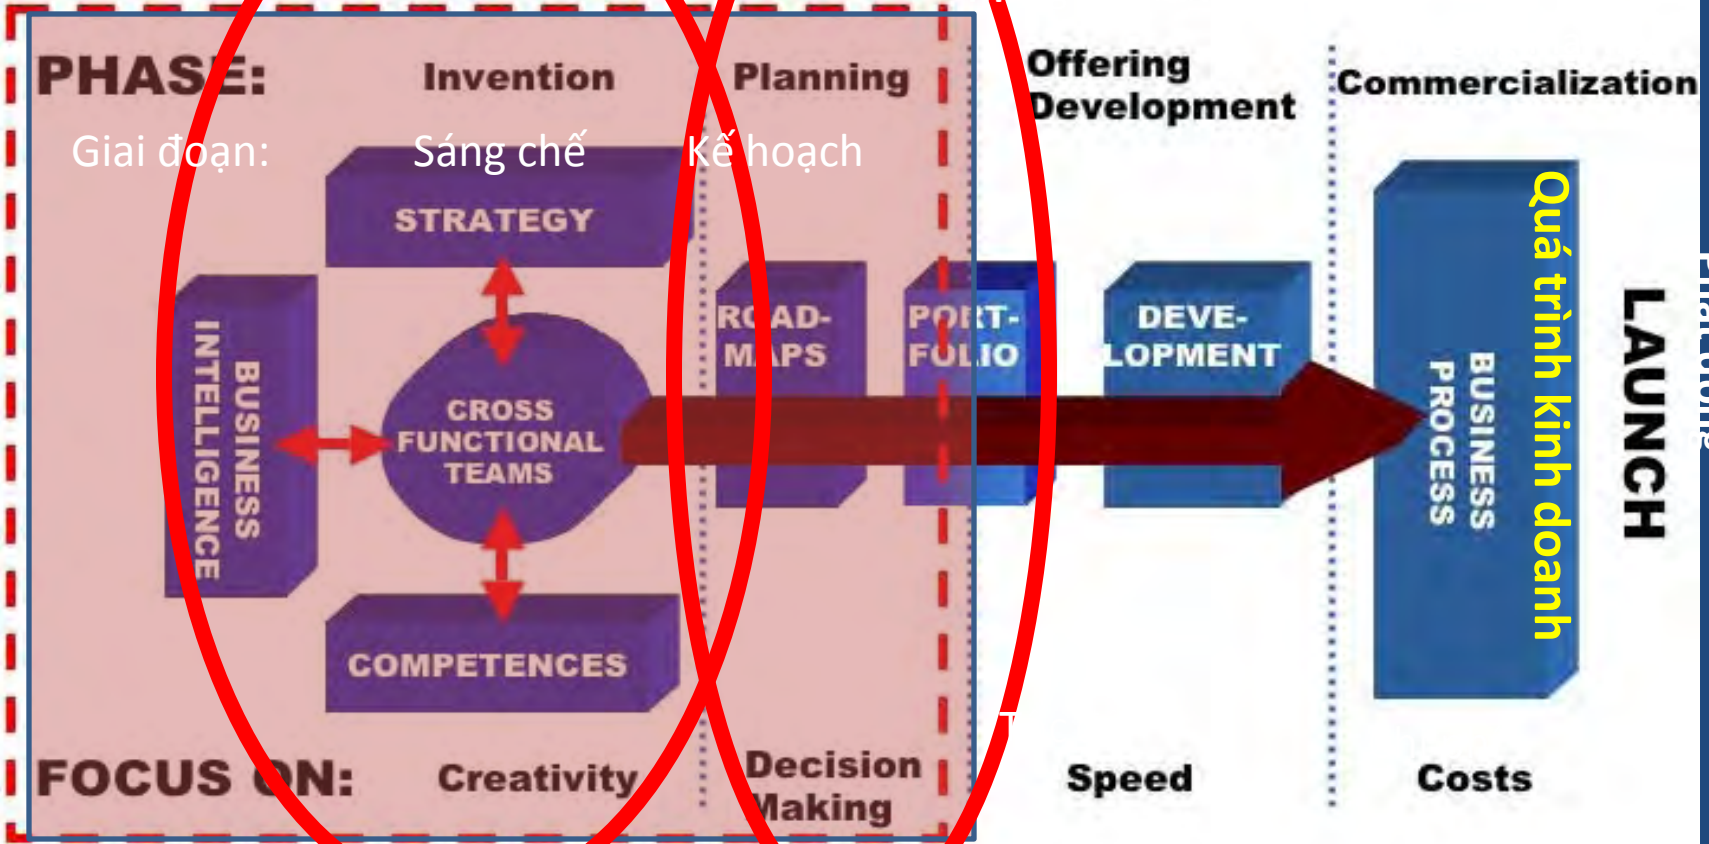 PHASE:
Invention
Planning
Offering
Development
Commercialization
Giai đoạn:
Sáng chế
Kế hoạch
STRATEGY
BUSINESS
INTELLIGENCE
CROSS
FUNCTIONAL
TEAMS
COMPETENCES
ROAD-
MAPS
PORT-
FOLIO
DEVE-
LOPMENT
BUSINESS
PROCESS
Quá trình kinh doanh
LAUNCH
FOCUS ON:
Creativity
Decision
Making
Speed
Costs